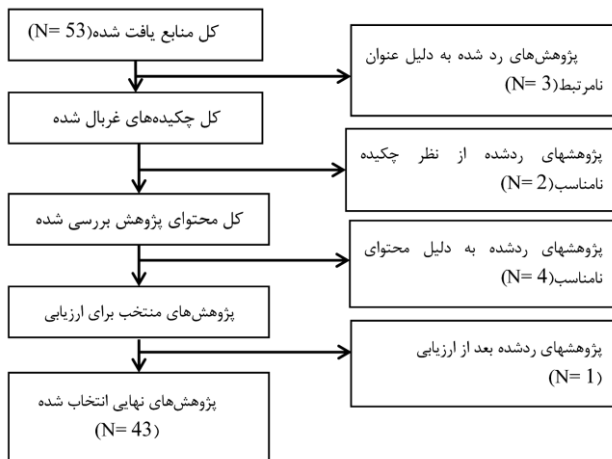 کل منابع یافت شده(N= 53)
پژوهش‌های رد شده به دلیل عنوان
نامرتبط(N= 3)
کل چکیده‌های غربال شده
پژوهشهای ردشده از نظر چکیده
نامناسب(N= 2)
کل محتوای پژوهش بررسی شده
پژوهشهای ردشده به دلیل محتوای
نامناسب(N= 4)
پژوهش‌های منتخب برای ارزیابی
پژوهشهای ردشده بعد از ارزیابی
(N= 1)
پژوهش‌های نهایی انتخاب شده
(N= 43)